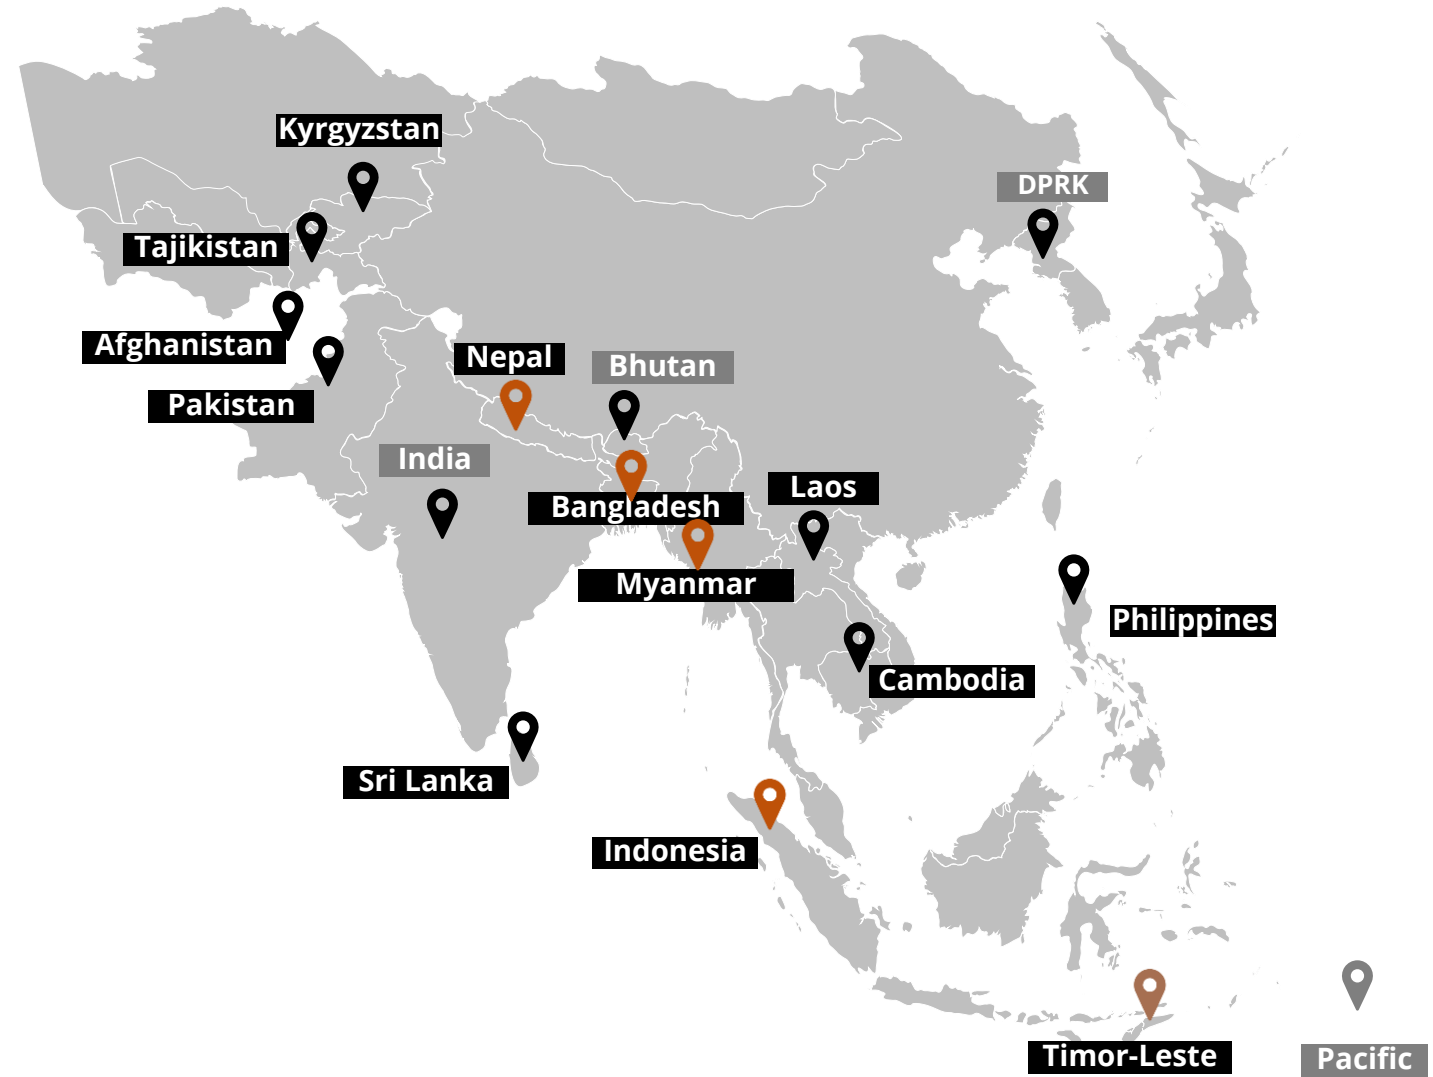 Kyrgyzstan
DPRK
Tajikistan
Afghanistan
Nepal
Bhutan
Pakistan
India
Laos
Bangladesh
Myanmar
Philippines
Cambodia
Sri Lanka
Indonesia
Timor-Leste
Pacific